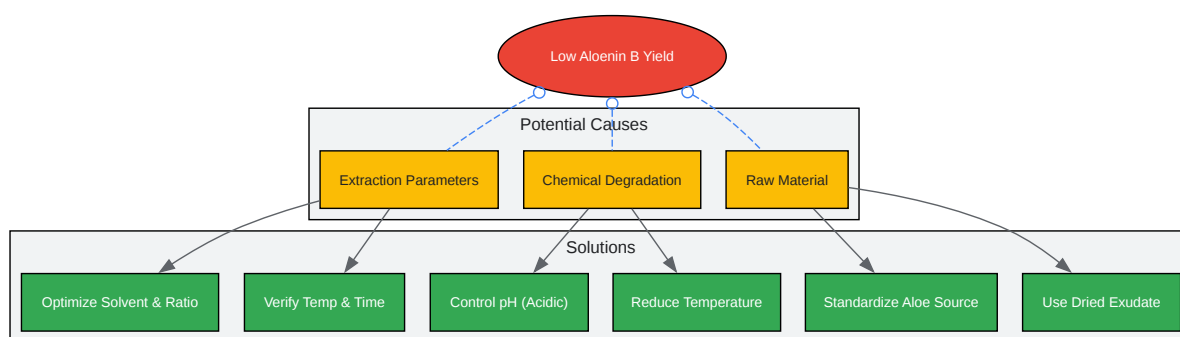 Low Aloenin B Yield
Potential Causes
Extraction Parameters
Chemical Degradation
Raw Material
Solutions
Optimize Solvent & Ratio
Verify Temp & Time
Control pH (Acidic)
Reduce Temperature
Standardize Aloe Source
Use Dried Exudate